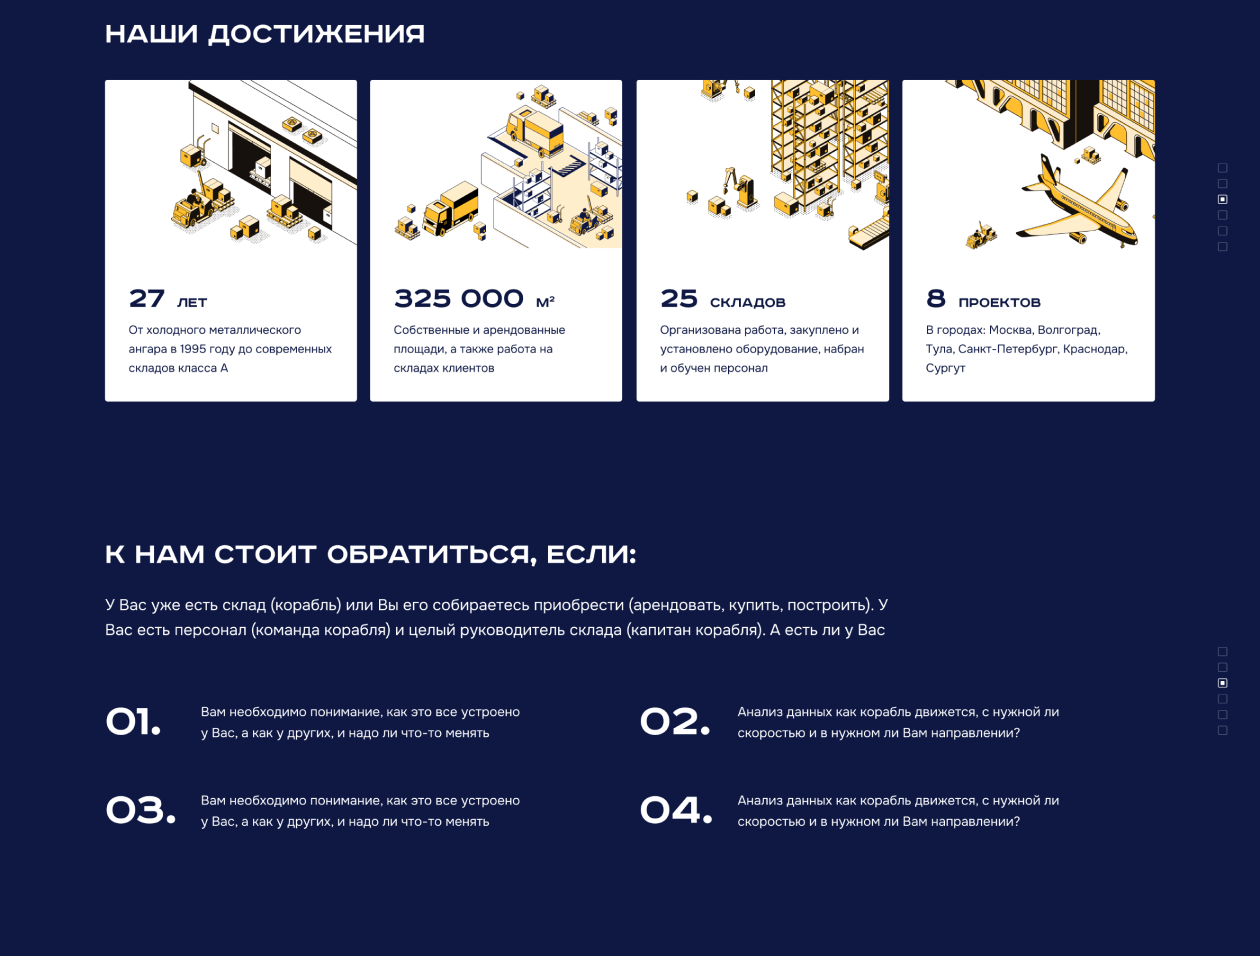 НАШИ ДОСТИЖЕНИЯ
27 ЛЕТ
От холодного металлического
ангара в 1995 году до современных
складов класса А
325 000 М²
Собственные и арендованные
площади, а также работа на
складах клиентов
25 СКЛАДОВ
Организована работа, закуплено и
установлено оборудование, набран
и обучен персонал
8 ПРОЕКТОВ
В городах: Москва, Волгоград,
Тула, Санкт-Петербург, Краснодар,
Сургут
К НАМ СТОИТ ОБРАТИТЬСЯ, ЕСЛИ:
У Вас уже есть склад (корабль) или Вы его собираетесь приобрести (арендовать, купить, построить). У
Вас есть персонал (команда корабля) и целый руководитель склада (капитан корабля). А есть ли у Вас
01.
Вам необходимо понимание, как это все устроено
у Вас, а как у других, и надо ли что-то менять
02.
Анализ данных как корабль движется, с нужной ли
скоростью и в нужном ли Вам направлении?
03.
Вам необходимо понимание, как это все устроено
у Вас, а как у других, и надо ли что-то менять
04.
Анализ данных как корабль движется, с нужной ли
скоростью и в нужном ли Вам направлении?